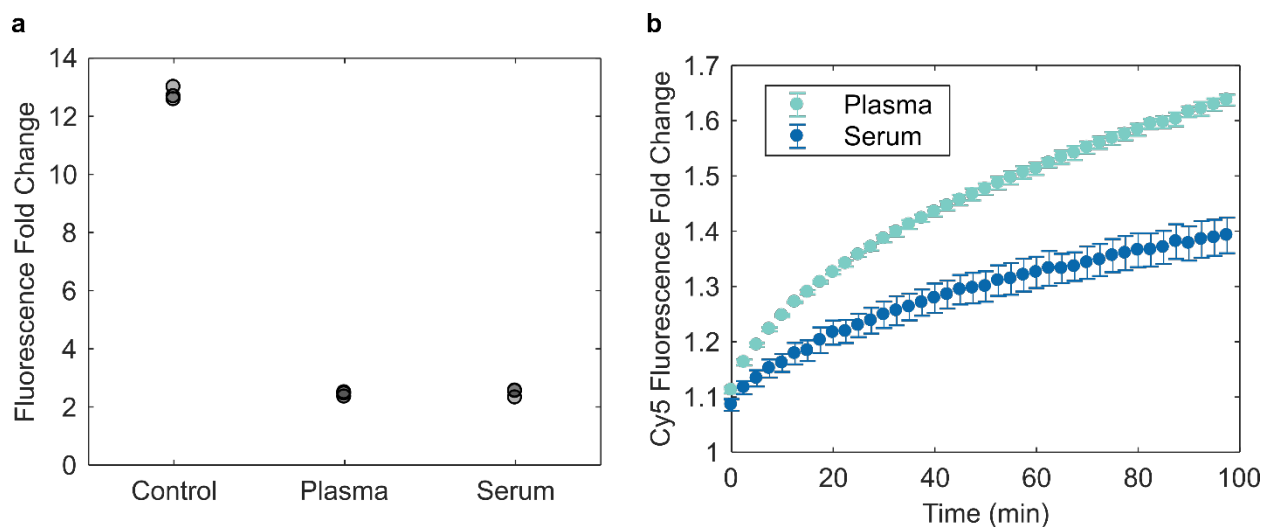 a
Fluorescence Fold Change
14
12
10
8
6
4
2
0
Control Plasma Serum
b
Cy5 Fluorescence Fold Change
1.7
1.6
1.5
1.4
1.3
1.2
1.1
1
Plasma
Serum
0 20 40 60 80 100
Time (min)